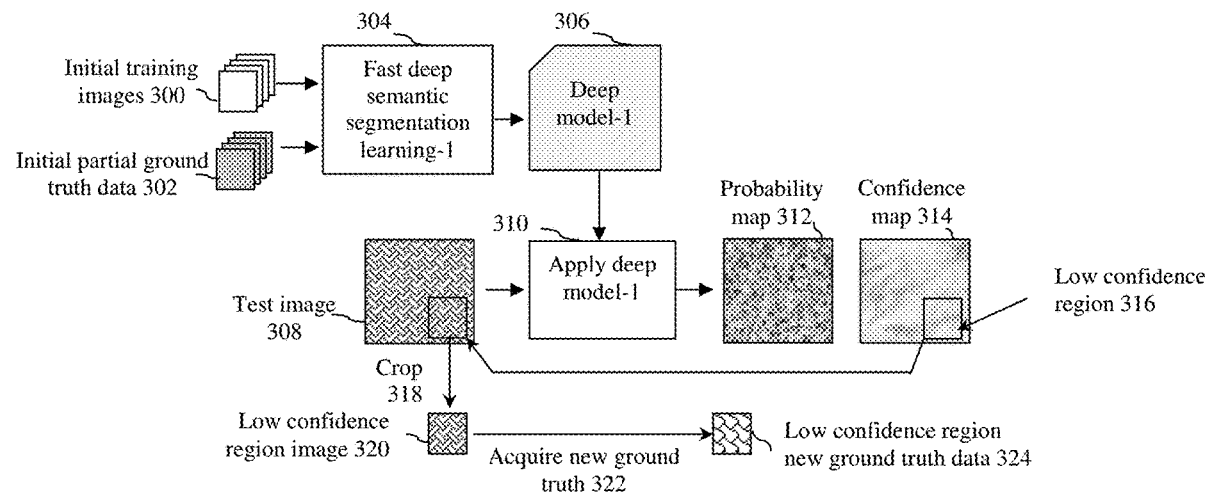 304
306
Initial training
images 300
Fast deep
semantic
segmentation
learning-1
Deep
model-1
Initial partial ground
truth data 302
Probability
map 312
Confidence
map 314
310
Apply deep
model-1
Low confidence
region 316
Test image
308
Crop
318
Low confidence
region image 320
Acquire new ground
truth 322
Low confidence region
new ground truth data 324